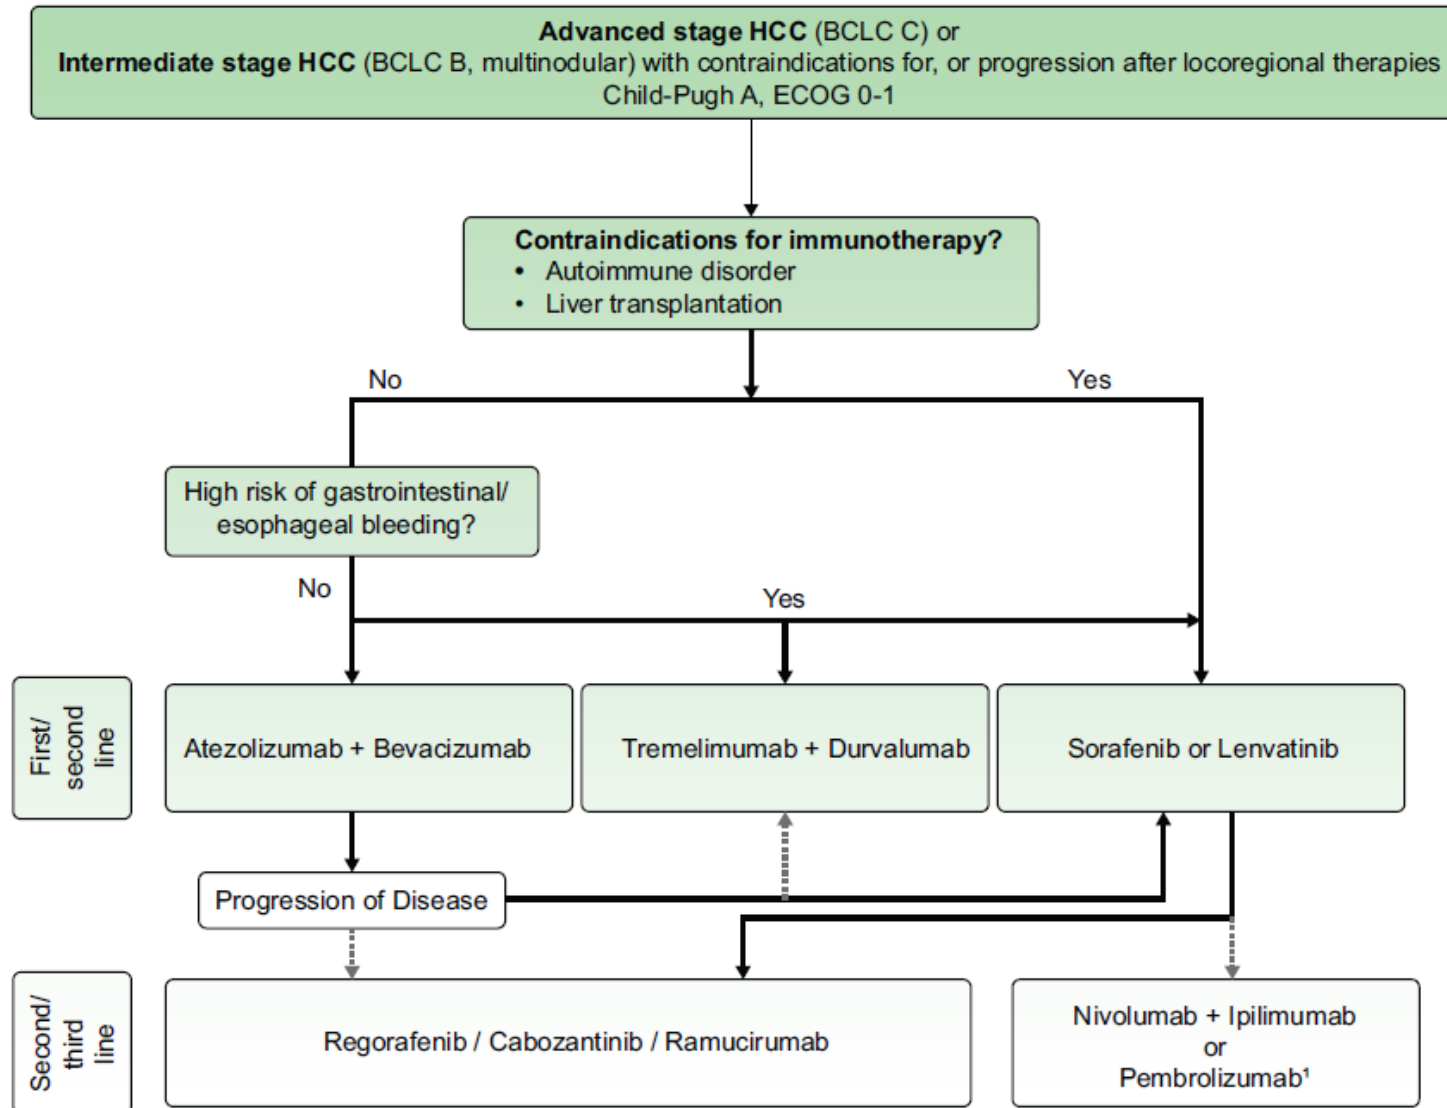 Advanced stage HCC (BCLC C) or
Intermediate stage HCC (BCLC B, multinodular) with contraindications for, or progression after locoregional therapies
Child-Pugh A, ECOG 0-1
Contraindications for immunotherapy?
• Autoimmune disorder
• Liver transplantation
No
Yes
High risk of gastrointestinal/
esophageal bleeding?
No
Yes
First/
second
line
Atezolizumab + Bevacizumab
Tremelimumab + Durvalumab
Sorafenib or Lenvatinib
Progression of Disease
Second/
third
line
Regorafenib / Cabozantinib / Ramucirumab
Nivolumab + Ipilimumab
or
Pembrolizumab¹